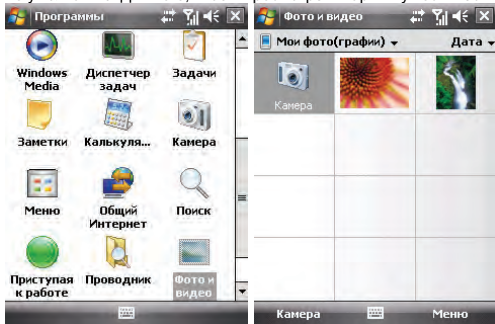 Программы
Windows Media
Диспетчер задач
Задачи
Заметки
Калькуля...
Камера
Меню
Общий Интернет
Поиск
Приступая к работе
Проводник
Фото и видео
Фото и видео
Мои фото(графии)
Дата
Камера
Камера
Меню